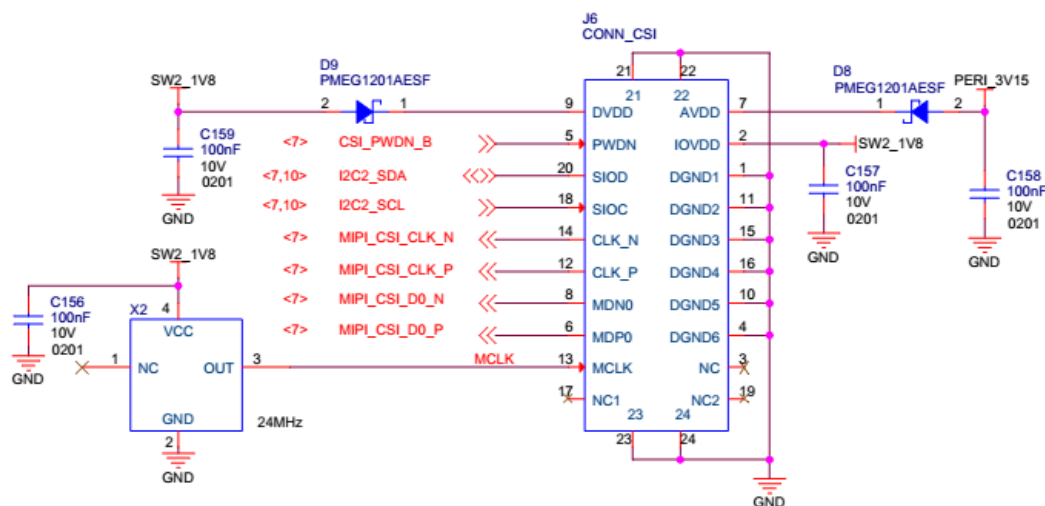 J6
CONN_CSI
D9
PMEG1201AESF
SW2_1V8
2
1
C159
100nF
10V
0201
GND
<7> CSI_PWDN_B
<7,10> I2C2_SDA
<7,10> I2C2_SCL
<7> MIPI_CSI_CLK_N
<7> MIPI_CSI_CLK_P
<7> MIPI_CSI_D0_N
<7> MIPI_CSI_D0_P
SW2_1V8
C156
100nF
10V
0201
GND
X2
4
VCC
1
NC
OUT
3
GND
2
24MHz
GND
MCLK
21
22
21
22
9 DVDD
5 PWDN
20 SIOD
18 SIOC
14 CLK_N
12 CLK_P
8 MDN0
6 MDP0
13 MCLK
17 NC1
AVDD 7
IOVDD 2
DGND1 1
DGND2 11
DGND3 15
DGND4 16
DGND5 10
DGND6 4
NC 3
NC2 19
23
24
23
24
GND
D8
PMEG1201AESF
1
2
PERI_3V15
SW2_1V8
C157
100nF
10V
0201
GND
C158
100nF
10V
0201
GND